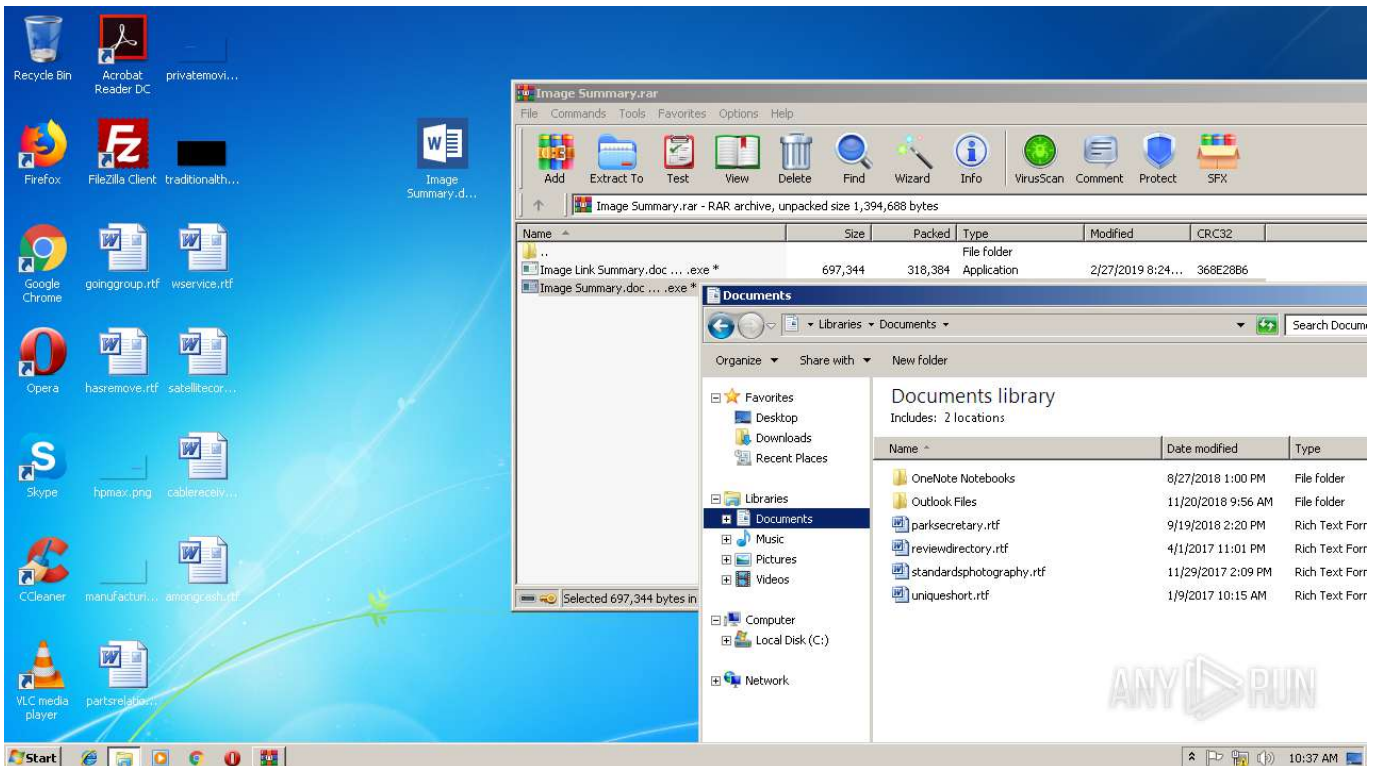 Recycle Bin
Acrobat
Reader DC
privatemovi...
Firefox
FileZilla Client
traditionalth...
Image
Summary.d...
Google
Chrome
goinggroup.rtf
wservice.rtf
Opera
hasremove.rtf
satellitecor...
Skype
hpmax.png
cablereceiv...
CCleaner
manufacturi...
amongcash.rtf
VLC media
player
partsrelatio...
Image Summary.rar
File Commands Tools Favorites Options Help
Add Extract To Test View Delete Find Wizard Info VirusScan Comment Protect SFX
Image Summary.rar - RAR archive, unpacked size 1,394,688 bytes
Name Size Packed Type Modified CRC32
.. File folder
Image Link Summary.doc ... .exe * 697,344 318,384 Application 2/27/2019 8:24... 368E28B6
Image Summary.doc ... .exe *
Selected 697,344 bytes in
Documents
Libraries Documents
Search Docum
Organize Share with New folder
Favorites
Desktop
Downloads
Recent Places
Libraries
Documents
Music
Pictures
Videos
Computer
Local Disk (C:)
Network
Documents library
Includes: 2 locations
Name Date modified Type
OneNote Notebooks 8/27/2018 1:00 PM File folder
Outlook Files 11/20/2018 9:56 AM File folder
parksecretary.rtf 9/19/2018 2:20 PM Rich Text Forr
reviewdirectory.rtf 4/1/2017 11:01 PM Rich Text Forr
standardsphotography.rtf 11/29/2017 2:09 PM Rich Text Forr
uniqueshort.rtf 1/9/2017 10:15 AM Rich Text Forr
ANY RUN
Start
10:37 AM